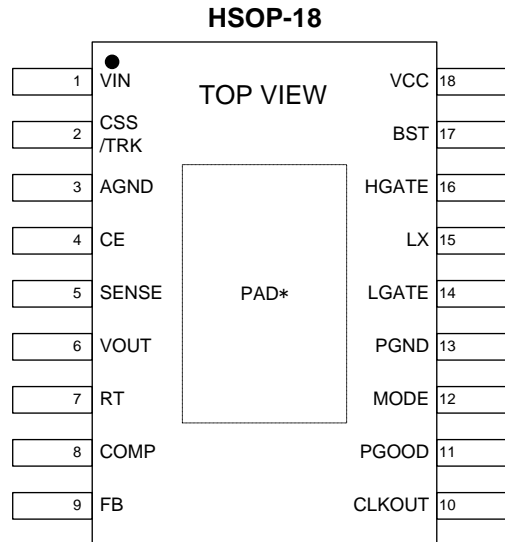 HSOP-18
TOP VIEW
1 VIN
2 CSS
/TRK
3 AGND
4 CE
5 SENSE
6 VOUT
7 RT
8 COMP
9 FB
PAD*
VCC 18
BST 17
HGATE 16
LX 15
LGATE 14
PGND 13
MODE 12
PGOOD 11
CLKOUT 10